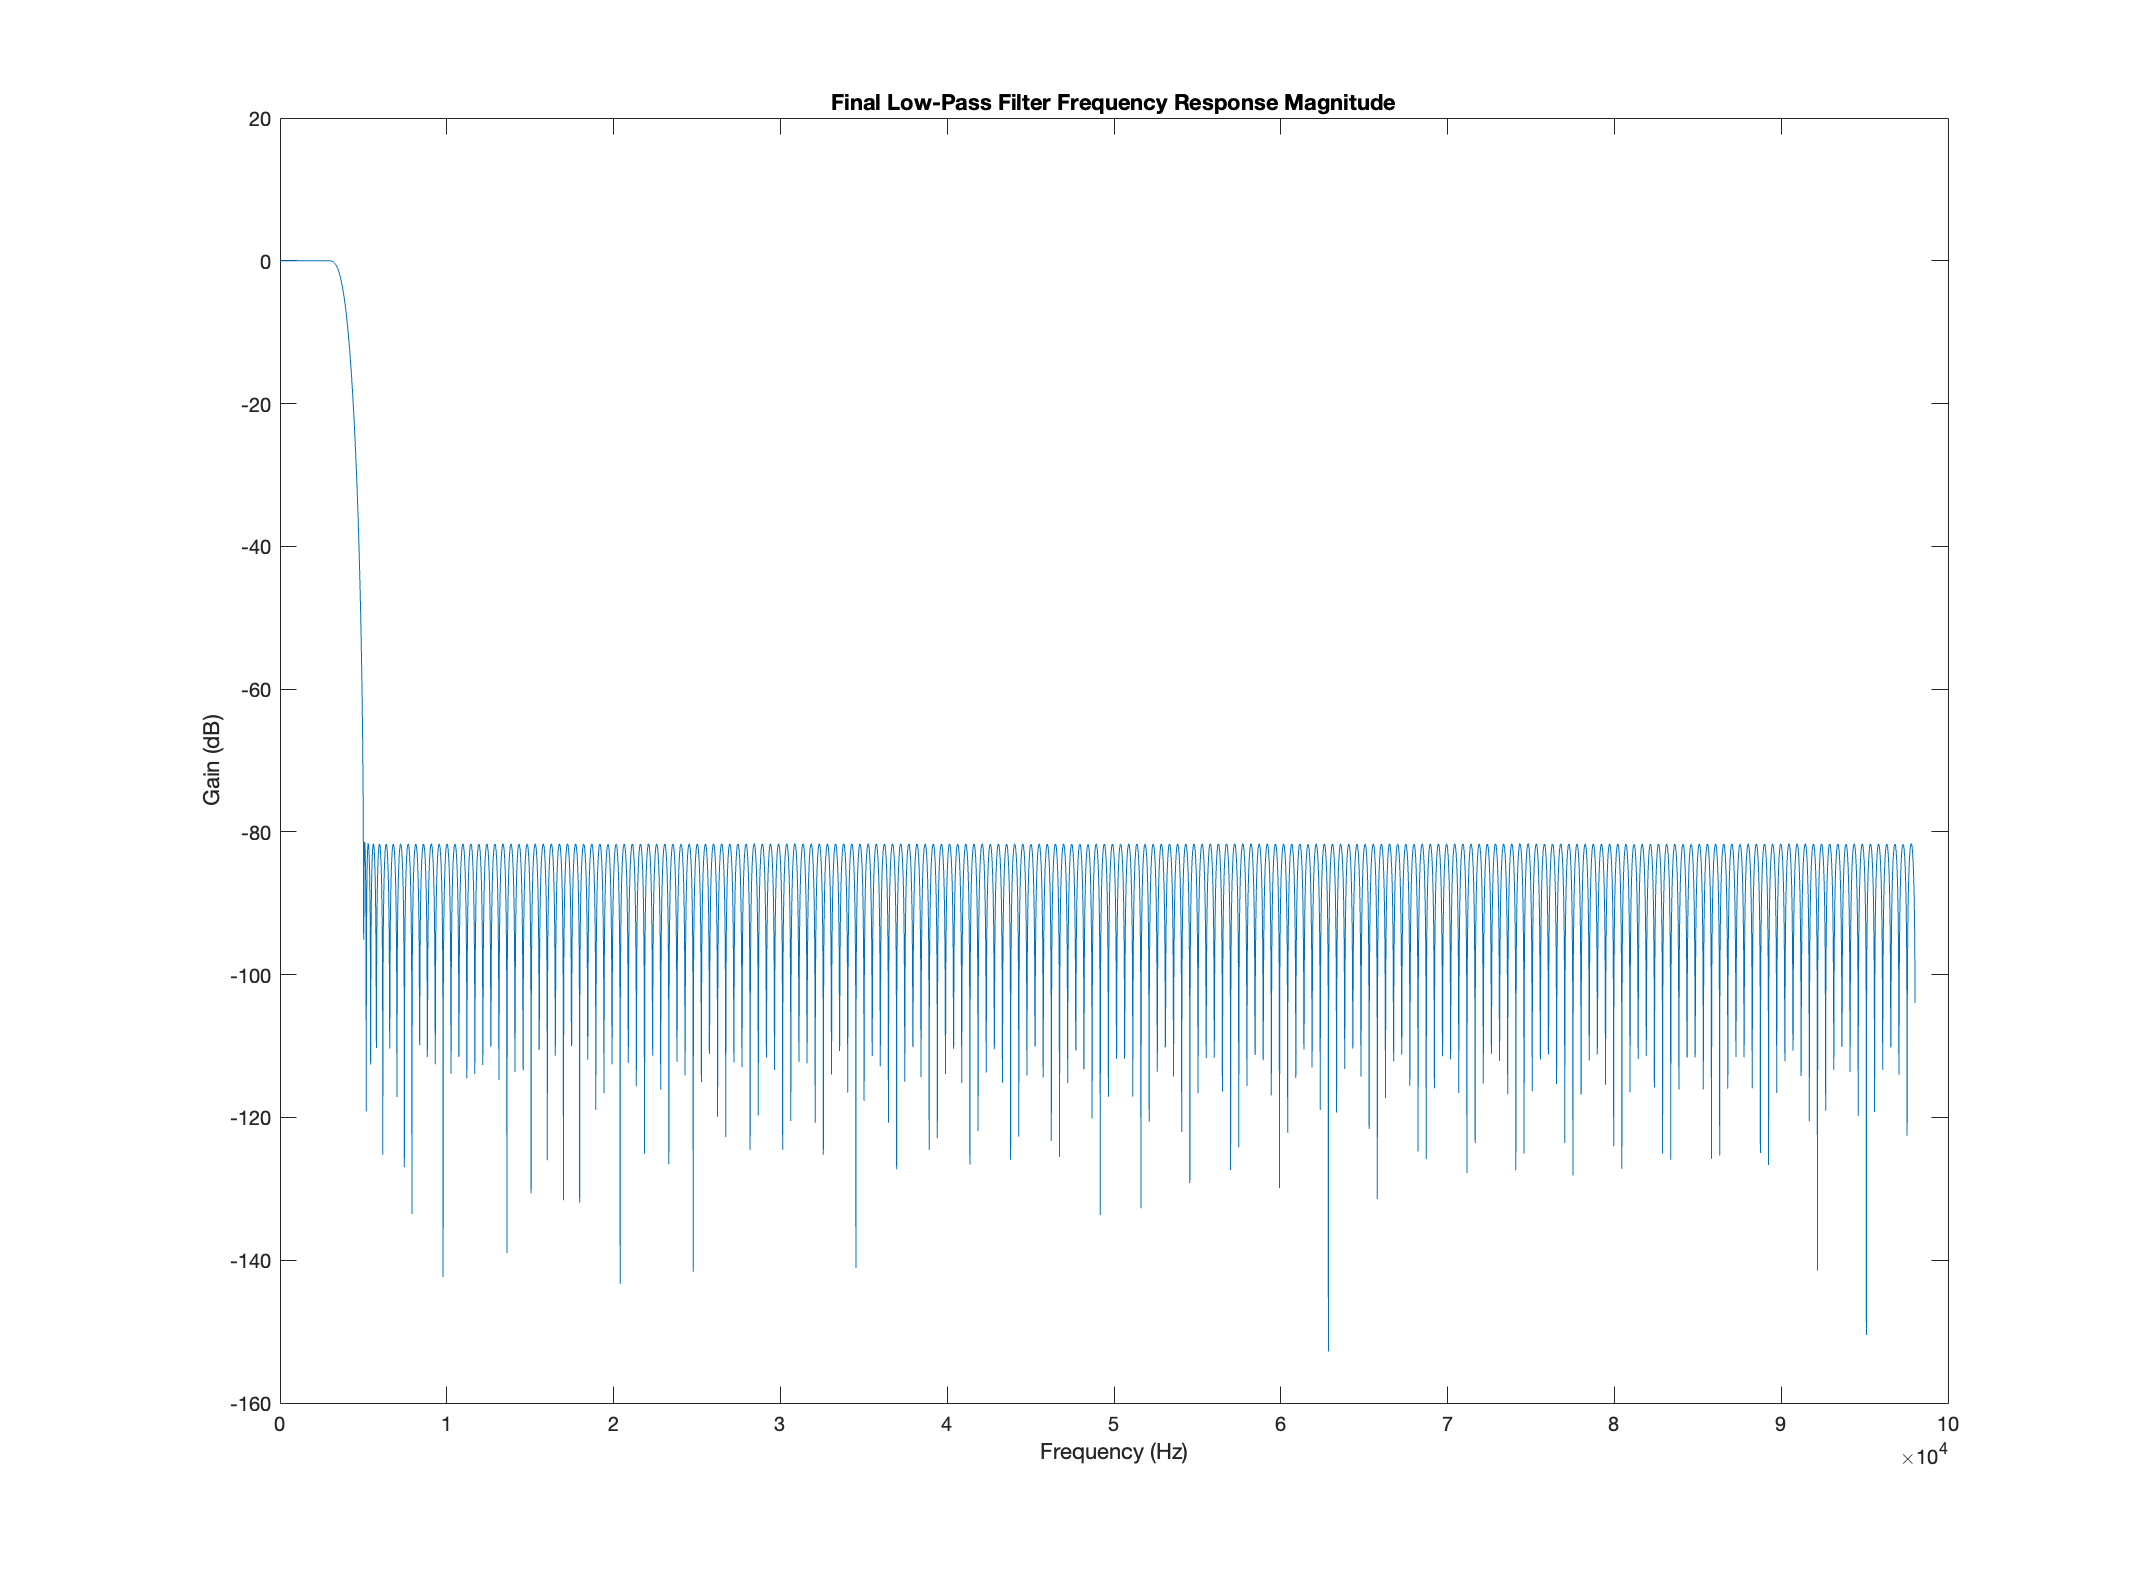 Final Low-Pass Filter Frequency Response Magnitude
20
0
-20
-40
-60
-80
-100
-120
-140
-160
Gain (dB)
0 1 2 3 4 5 6 7 8 9 10
Frequency (Hz)
×10⁴